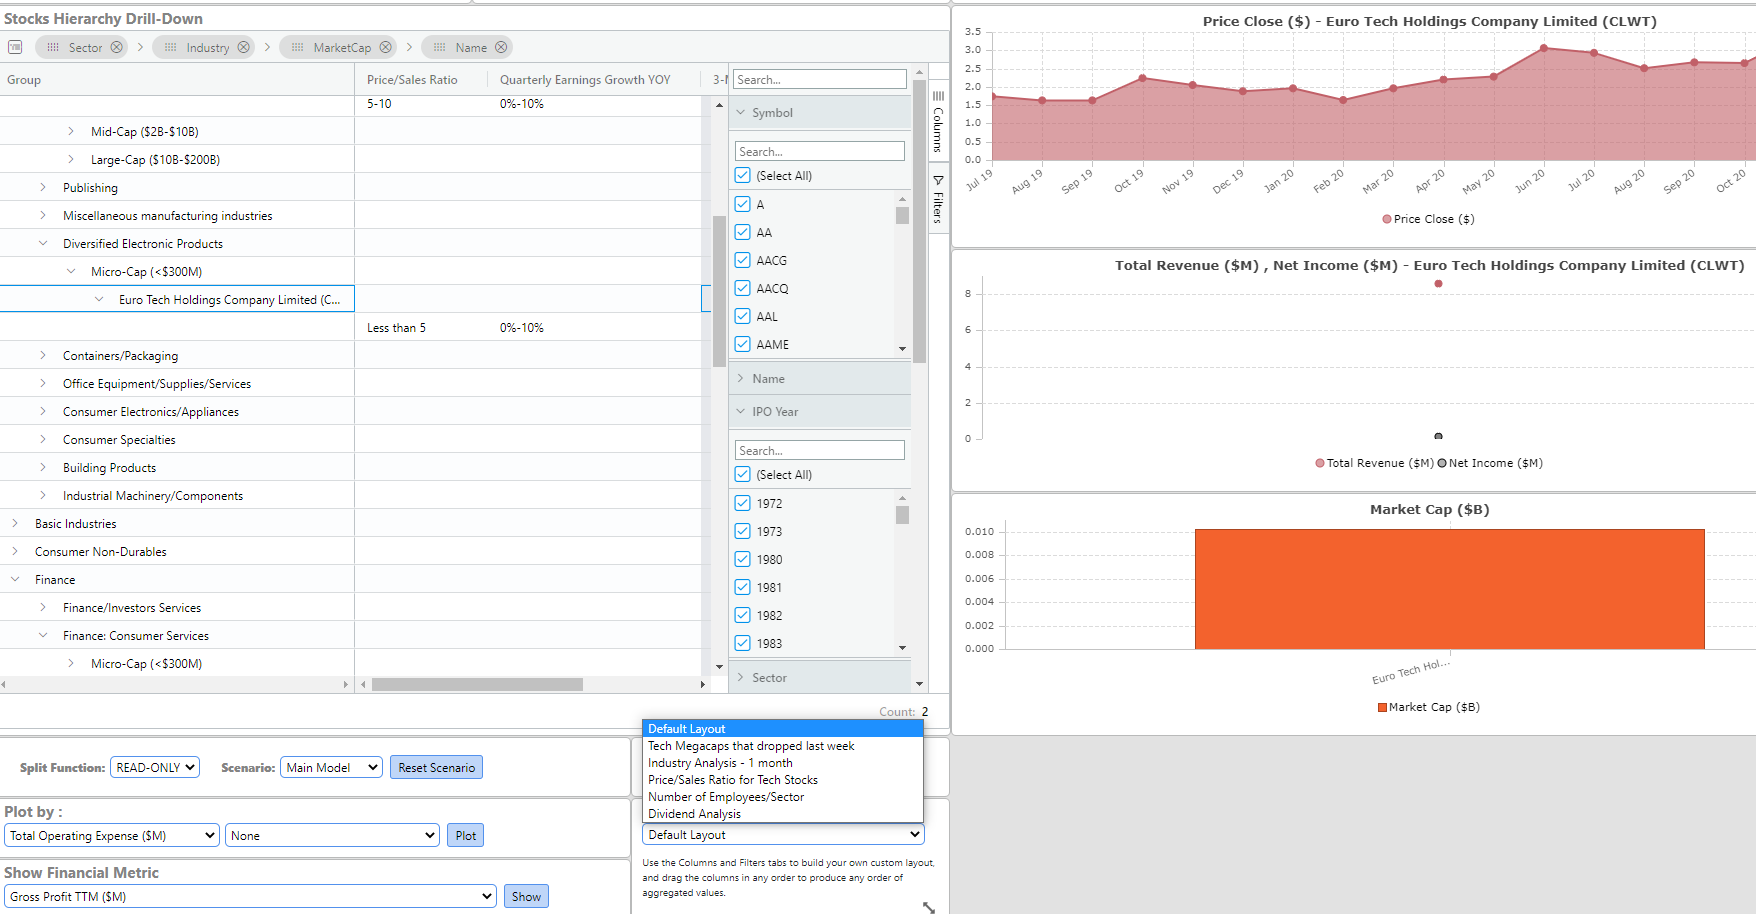 Stocks Hierarchy Drill-Down
Sector
Industry
MarketCap
Name
Group
Price/Sales Ratio
Quarterly Earnings Growth YOY
5-10
0%-10%
Mid-Cap ($2B-$10B)
Large-Cap ($10B-$200B)
Publishing
Miscellaneous manufacturing industries
Diversified Electronic Products
Micro-Cap (<$300M)
Euro Tech Holdings Company Limited (C...
Less than 5
0%-10%
Containers/Packaging
Office Equipment/Supplies/Services
Consumer Electronics/Appliances
Consumer Specialties
Building Products
Industrial Machinery/Components
Basic Industries
Consumer Non-Durables
Finance
Finance/Investors Services
Finance: Consumer Services
Micro-Cap (<$300M)
Search...
Symbol
Search...
(Select All)
A
AA
AACG
AACQ
AAL
AAME
Name
IPO Year
Search...
(Select All)
1972
1973
1980
1981
1982
1983
Sector
Columns
Filters
Count: 2
Split Function: READ-ONLY
Scenario: Main Model
Reset Scenario
Plot by :
Total Operating Expense ($M)
None
Plot
Show Financial Metric
Gross Profit TTM ($M)
Show
Default Layout
Tech Megacaps that dropped last week
Industry Analysis - 1 month
Price/Sales Ratio for Tech Stocks
Number of Employees/Sector
Dividend Analysis
Default Layout
Use the Columns and Filters tabs to build your own custom layout,
and drag the columns in any order to produce any order of
aggregated values.
Price Close ($) - Euro Tech Holdings Company Limited (CLWT)
3.5
3.0
2.5
2.0
1.5
1.0
0.5
0.0
Jul 19
Aug 19
Sep 19
Oct 19
Nov 19
Dec 19
Jan 20
Feb 20
Mar 20
Apr 20
May 20
Jun 20
Jul 20
Aug 20
Sep 20
Oct 20
Price Close ($)
Total Revenue ($M) , Net Income ($M) - Euro Tech Holdings Company Limited (CLWT)
8
6
4
2
0
Total Revenue ($M)
Net Income ($M)
Market Cap ($B)
0.010
0.008
0.006
0.004
0.002
0.000
Euro Tech Hol...
Market Cap ($B)